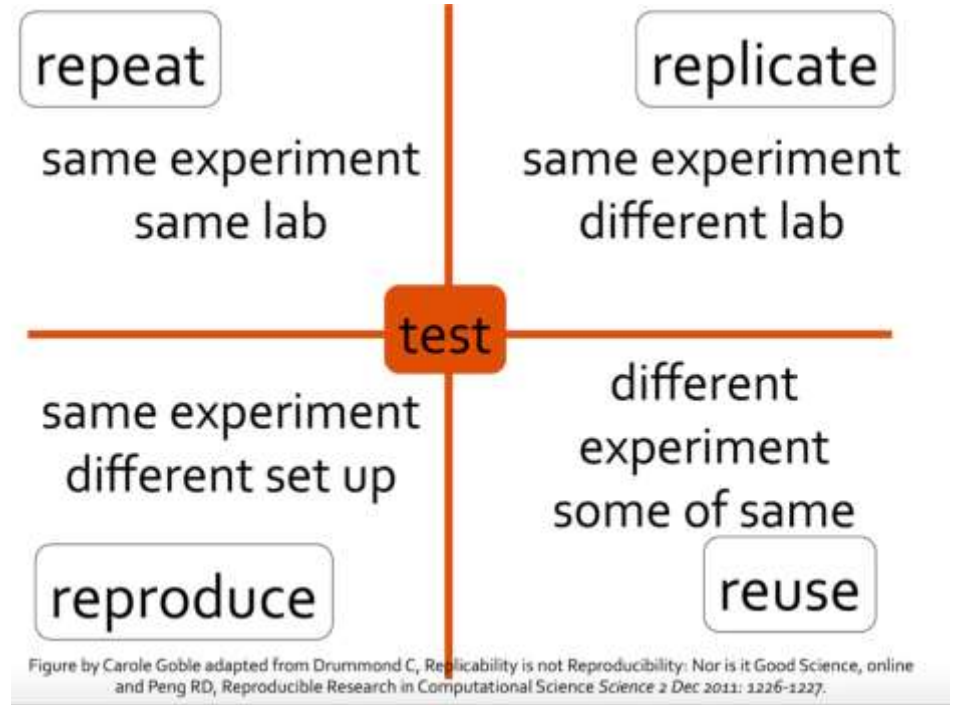 repeat
same experiment
same lab
replicate
same experiment
different lab
test
same experiment
different set up
reproduce
different
experiment
some of same
reuse
Figure by Carole Goble adapted from Drummond C, Replicability is not Reproducibility: Nor is it Good Science, online
and Peng RD, Reproducible Research in Computational Science Science 2 Dec 2011: 1226-1227.